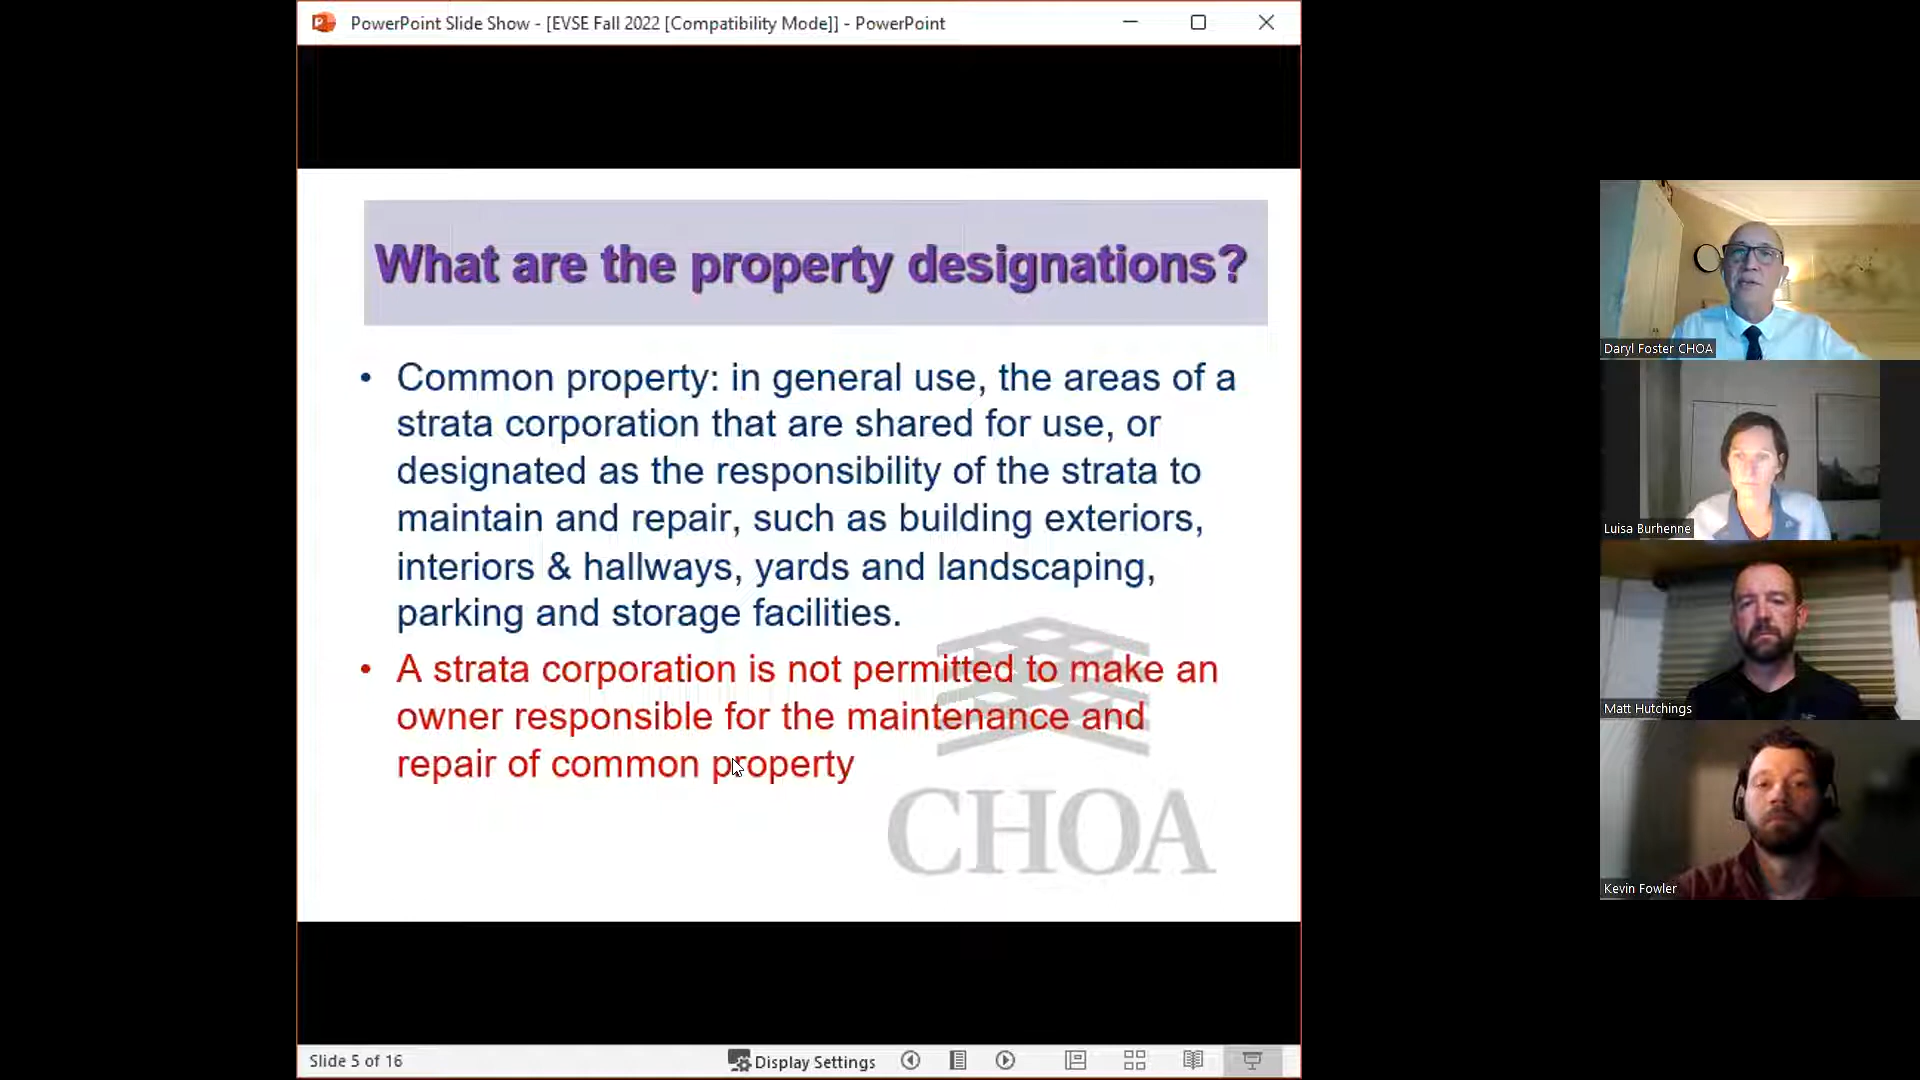 PowerPoint Slide Show - [EVSE Fall 2022 [Compatibility Mode]] - PowerPoint
What are the property designations?
• Common property: in general use, the areas of a
strata corporation that are shared for use, or
designated as the responsibility of the strata to
maintain and repair, such as building exteriors,
interiors & hallways, yards and landscaping,
parking and storage facilities.
• A strata corporation is not permitted to make an
owner responsible for the maintenance and
repair of common property
CHOA
Slide 5 of 16
Display Settings
Daryl Foster CHOA
Luisa Burhenne
Matt Hutchings
Kevin Fowler